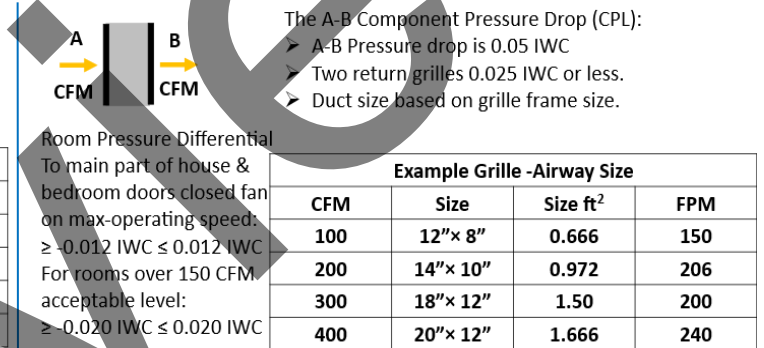 A
B
CFM
CFM
The A-B Component Pressure Drop (CPL):
➢ A-B Pressure drop is 0.05 IWC
➢ Two return grilles 0.025 IWC or less.
➢ Duct size based on grille frame size.
Room Pressure Differential
To main part of house &
bedroom doors closed fan
on max-operating speed:
≥ -0.012 IWC ≤ 0.012 IWC
For rooms over 150 CFM
acceptable level:
≥ -0.020 IWC ≤ 0.020 IWC
Example Grille -Airway Size
CFM Size Size ft² FPM
100 12”× 8” 0.666 150
200 14”× 10” 0.972 206
300 18”× 12” 1.50 200
400 20”× 12” 1.666 240